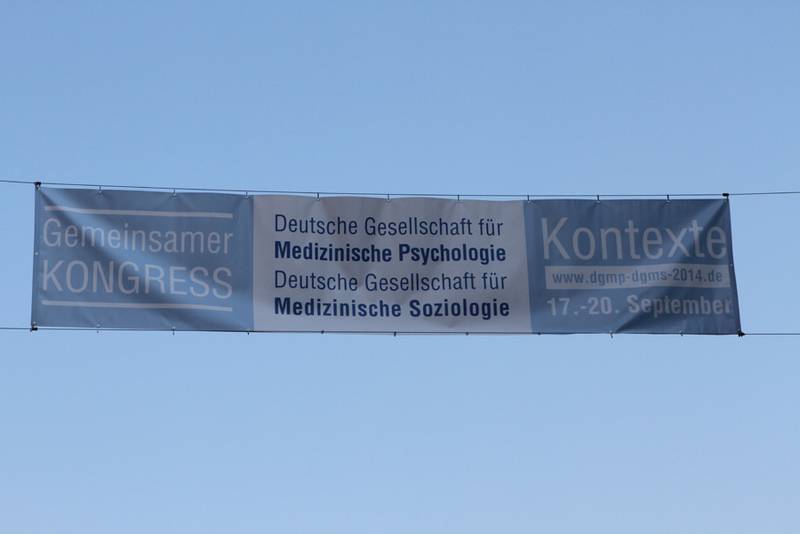 Gemeinsamer
KONGRESS
Deutsche Gesellschaft für
Medizinische Psychologie
Deutsche Gesellschaft für
Medizinische Soziologie
Kontexte
www.dgmp-dgms-2014.de
17.-20. September